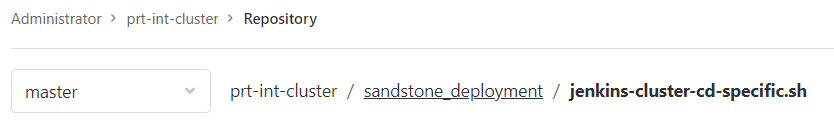 Administrator > prt-int-cluster > Repository
master prt-int-cluster / sandstone_deployment / jenkins-cluster-cd-specific.sh